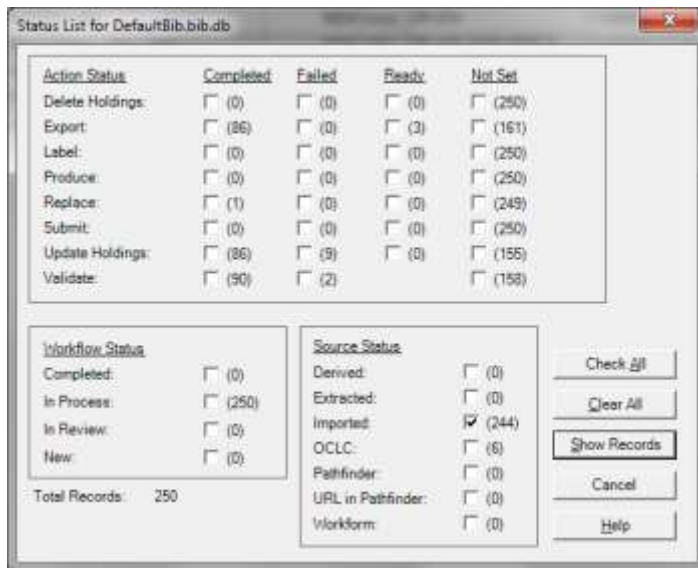 Status List for DefaultBib.bib.db
Action Status Completed Failed Ready Not Set
Delete Holdings: (0) (0) (0) (250)
Export: (86) (0) (3) (161)
Label: (0) (0) (0) (250)
Produce: (0) (0) (0) (250)
Replace: (1) (0) (0) (249)
Submit: (0) (0) (0) (250)
Update Holdings: (86) (9) (0) (155)
Validate: (90) (2) (158)
Workflow Status
Completed: (0)
In Process: (250)
In Review: (0)
New: (0)
Total Records: 250
Source Status
Derived: (0)
Extracted: (0)
Imported: (244)
OCLC: (6)
Pathfinder: (0)
URL in Pathfinder: (0)
Workform: (0)
Check All
Clear All
Show Records
Cancel
Help